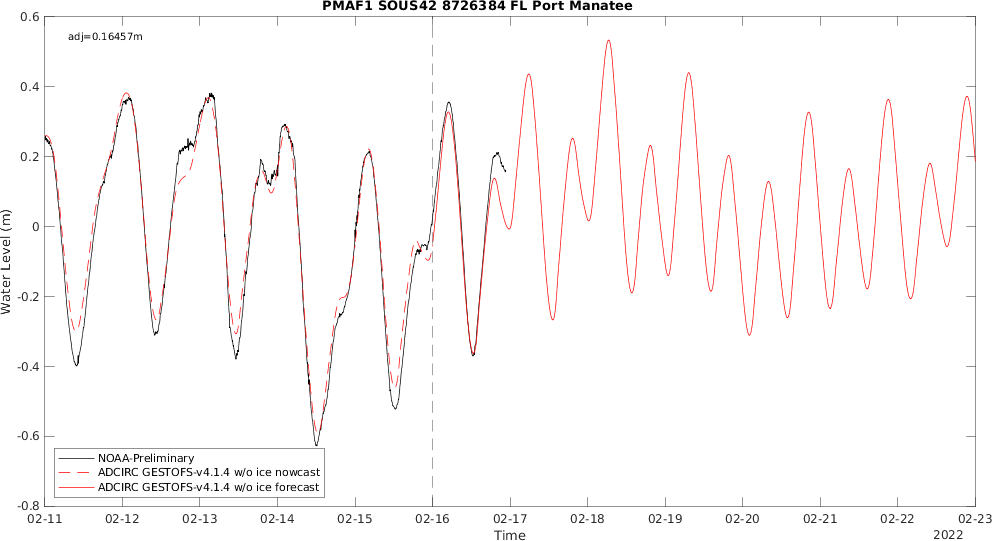 PMAF1 SOUS42 8726384 FL Port Manatee
adj=0.16457m
0.6
0.4
0.2
0
-0.2
-0.4
-0.6
-0.8
Water Level (m)
NOAA-Preliminary
ADCIRC GESTOFS-v4.1.4 w/o ice nowcast
ADCIRC GESTOFS-v4.1.4 w/o ice forecast
02-11 02-12 02-13 02-14 02-15 02-16 02-17 02-18 02-19 02-20 02-21 02-22 02-23
Time
2022